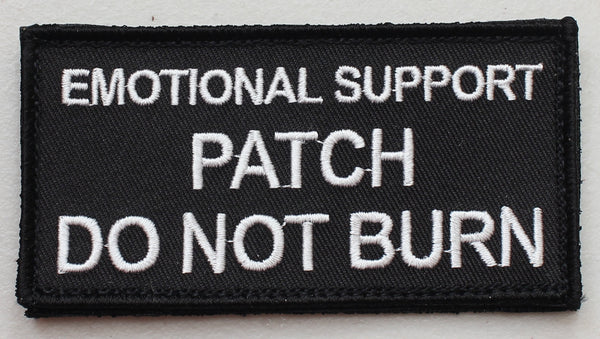 EMOTIONAL SUPPORT
PATCH
DO NOT BURN